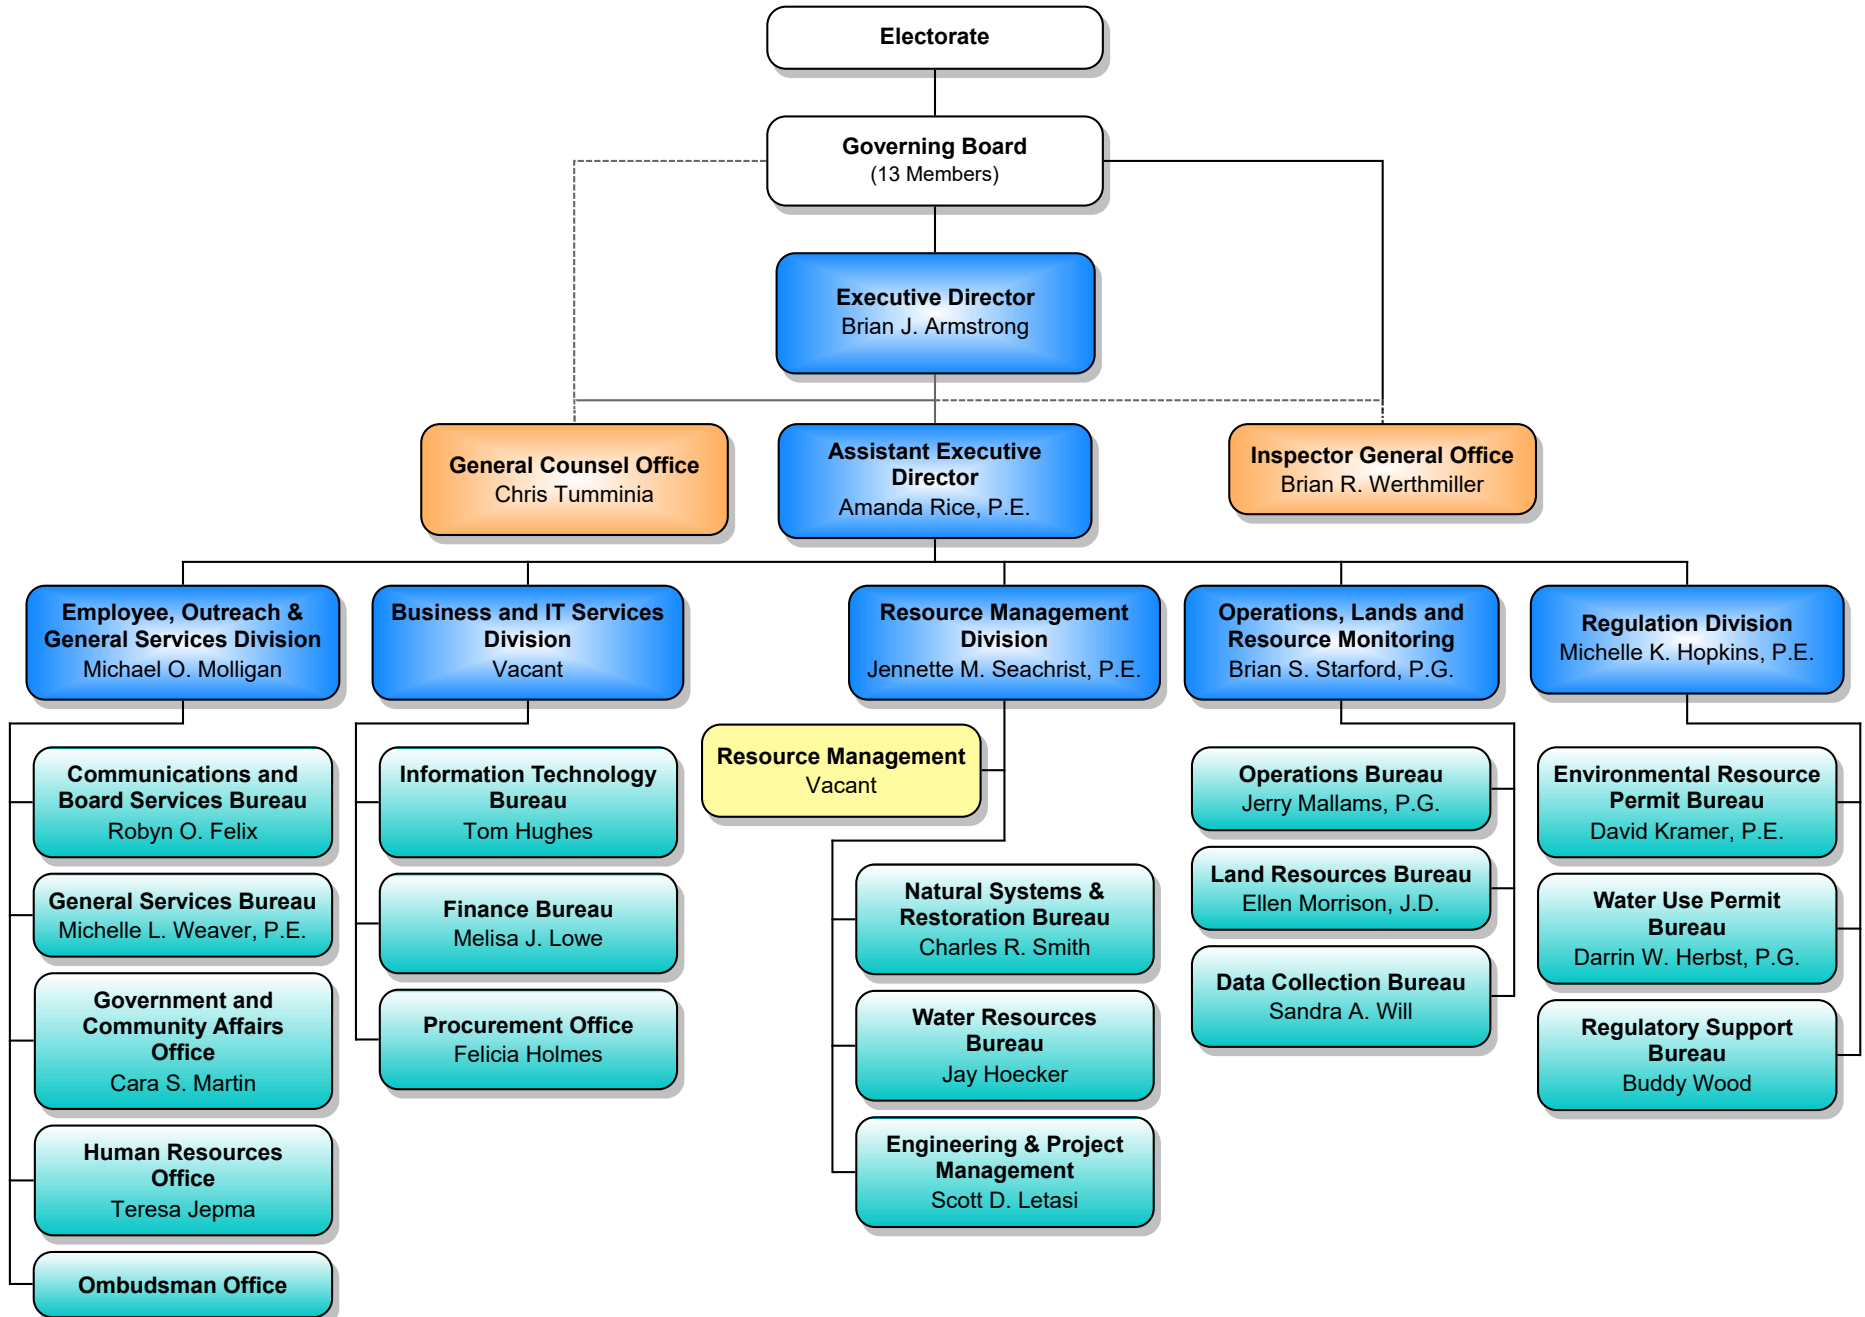 Electorate
Governing Board
(13 Members)
Executive Director
Brian J. Armstrong
General Counsel Office
Chris Tumminia
Assistant Executive
Director
Amanda Rice, P.E.
Inspector General Office
Brian R. Werthmiller
Employee, Outreach &
General Services Division
Michael O. Molligan
Business and IT Services
Division
Vacant
Resource Management
Division
Jennette M. Seachrist, P.E.
Operations, Lands and
Resource Monitoring
Brian S. Starford, P.G.
Regulation Division
Michelle K. Hopkins, P.E.
Communications and
Board Services Bureau
Robyn O. Felix
General Services Bureau
Michelle L. Weaver, P.E.
Government and
Community Affairs
Office
Cara S. Martin
Human Resources
Office
Teresa Jepma
Ombudsman Office
Information Technology
Bureau
Tom Hughes
Finance Bureau
Melisa J. Lowe
Procurement Office
Felicia Holmes
Resource Management
Vacant
Natural Systems &
Restoration Bureau
Charles R. Smith
Water Resources
Bureau
Jay Hoecker
Engineering & Project
Management
Scott D. Letasi
Operations Bureau
Jerry Mallams, P.G.
Land Resources Bureau
Ellen Morrison, J.D.
Data Collection Bureau
Sandra A. Will
Environmental Resource
Permit Bureau
David Kramer, P.E.
Water Use Permit
Bureau
Darrin W. Herbst, P.G.
Regulatory Support
Bureau
Buddy Wood